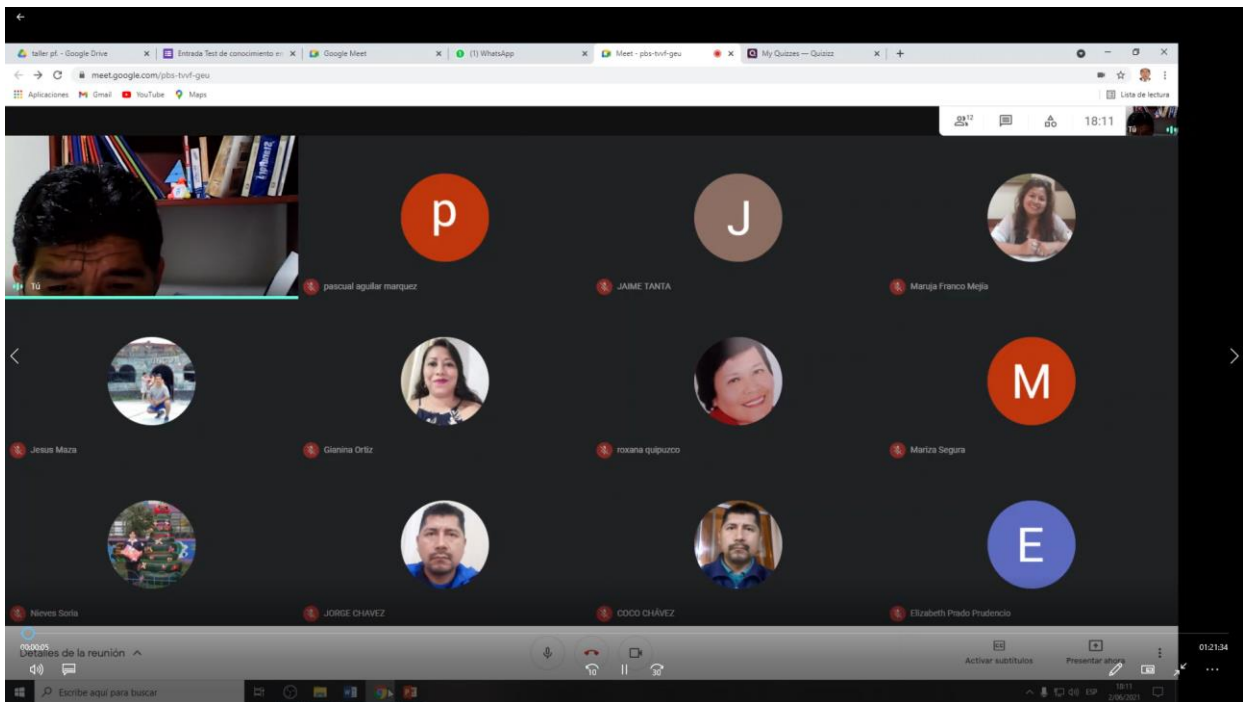 taller pf. - Google Drive
Entrada Test de conocimiento e
Google Meet
(1) WhatsApp
Meet - pbs-tvvf-geu
My Quizzes — Quizizz
meet.google.com/pbs-tvvf-geu
Aplicaciones
Gmail
YouTube
Maps
Lista de lectura
12
18:11
Tú
Tú
p
pascual aguilar marquez
J
JAIME TANTA
Maruja Franco Mejía
Jesus Maza
Gianina Ortiz
roxana quipuzco
M
Mariza Segura
Nieves Soria
JORGE CHAVEZ
COCO CHÁVEZ
E
Elizabeth Prado Prudencio
00:00:05
01:21:34
Detalles de la reunión
Activar subtítulos
Presentar ahora
10
30
Escribe aquí para buscar
ESP
18:11
2/06/2021